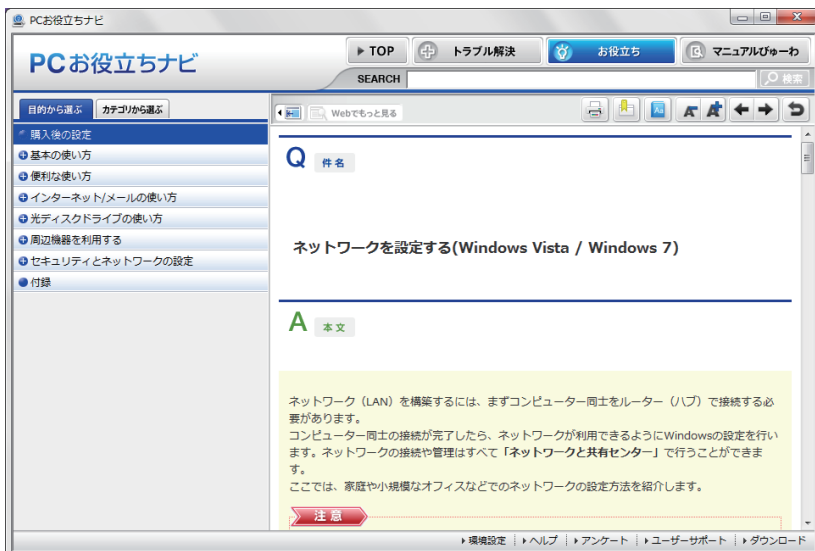 PCお役立ちナビ
PCお役立ちナビ
TOP
トラブル解決
お役立ち
マニュアルびゅーわ
SEARCH
検索
目的から選ぶ
カテゴリから選ぶ
Webでもっと見る
購入後の設定
基本の使い方
便利な使い方
インターネット/メールの使い方
光ディスクドライブの使い方
周辺機器を利用する
セキュリティとネットワークの設定
付録
Q 件名
ネットワークを設定する(Windows Vista / Windows 7)
A 本文
ネットワーク（LAN）を構築するには、まずコンピューター同士をルーター（ハブ）で接続する必
要があります。
コンピューター同士の接続が完了したら、ネットワークが利用できるようにWindowsの設定を行い
ます。ネットワークの接続や管理はすべて「ネットワークと共有センター」で行うことができま
す。
ここでは、家庭や小規模なオフィスなどでのネットワークの設定方法を紹介します。
注意
環境設定
ヘルプ
アンケート
ユーザーサポート
ダウンロード